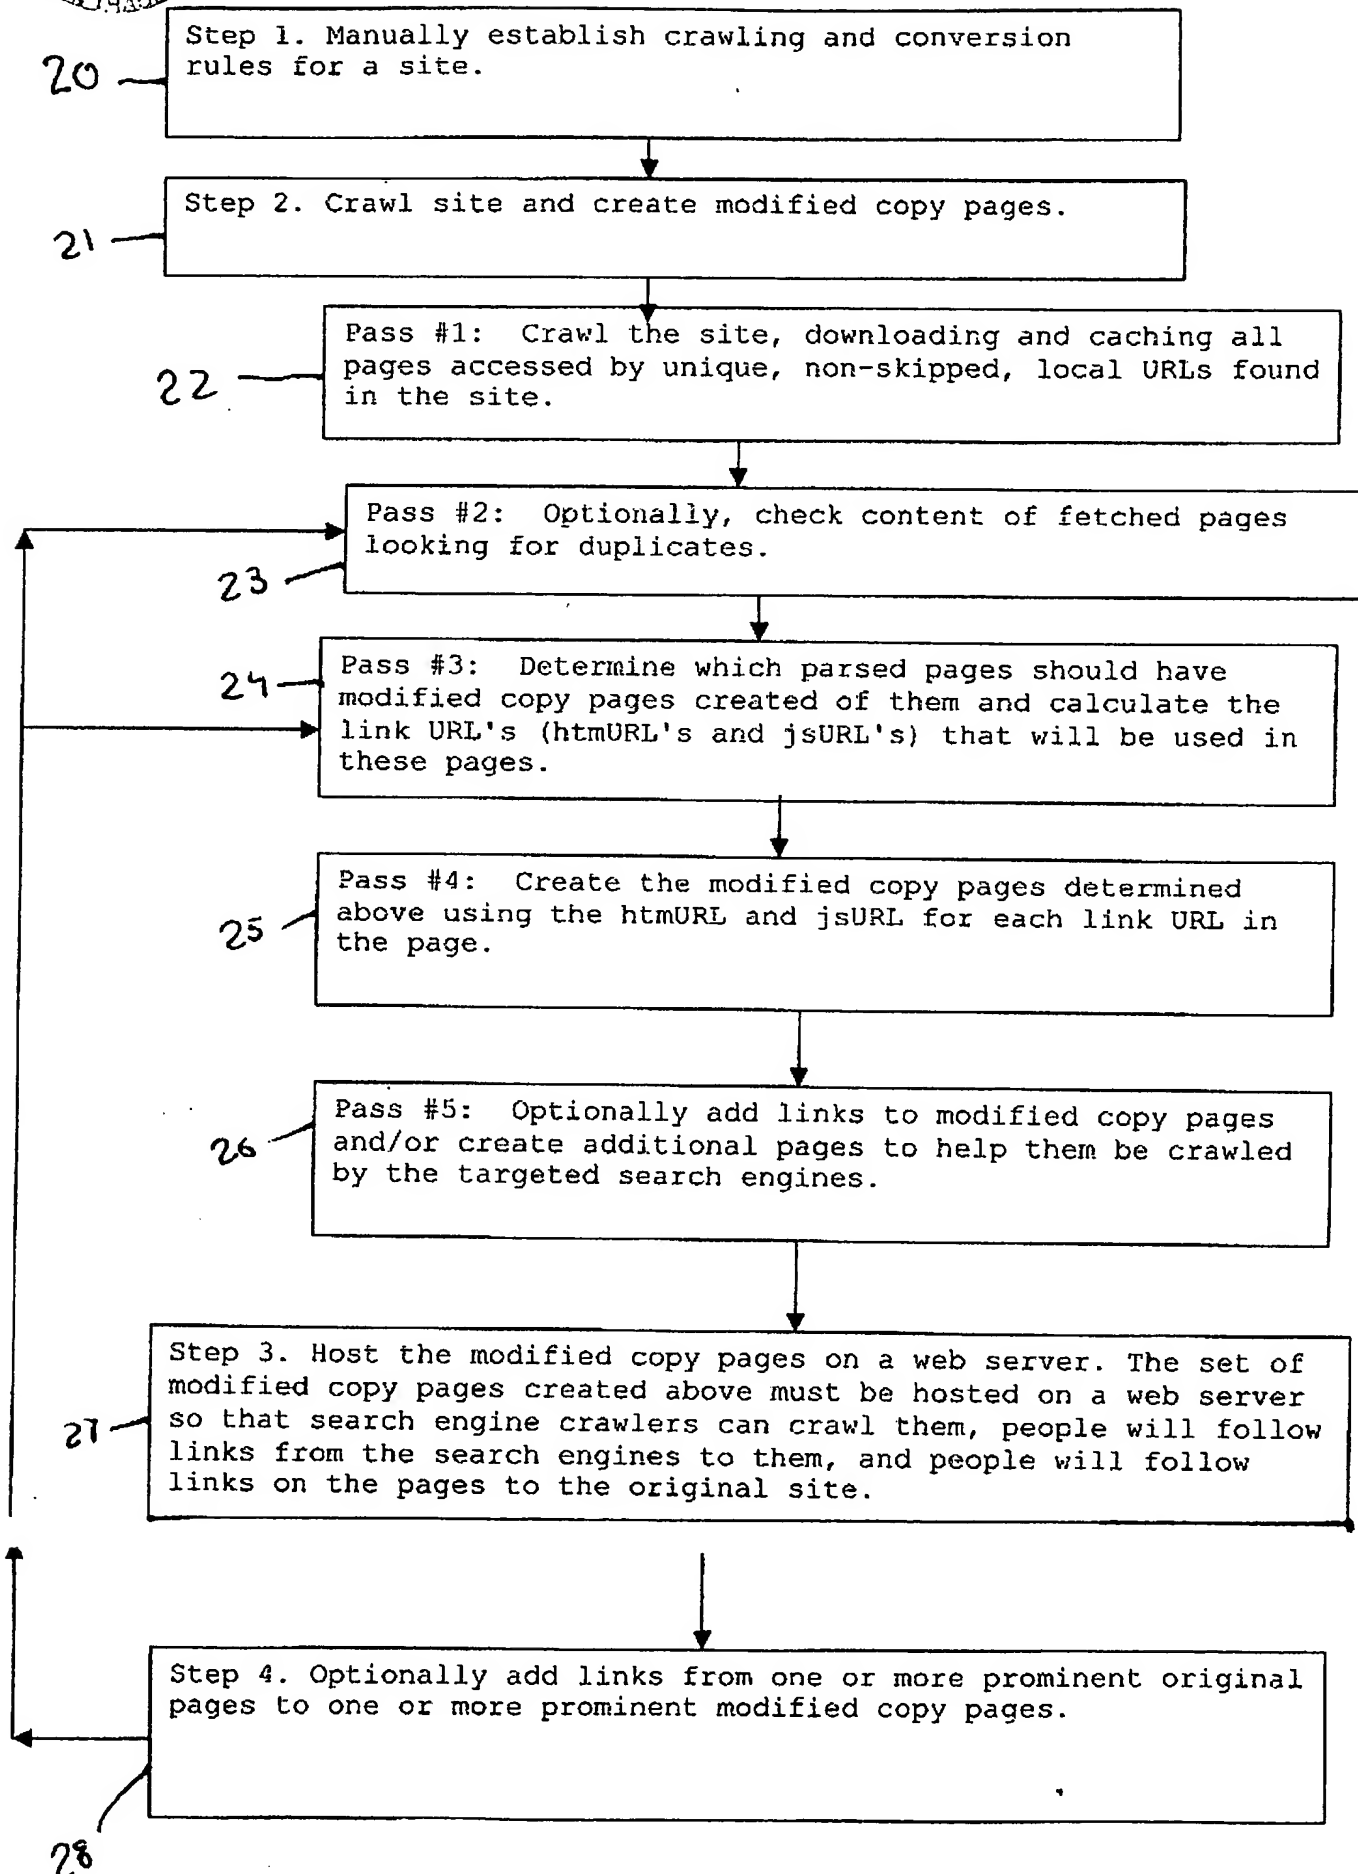 Step 1. Manually establish crawling and conversion
rules for a site.
20
Step 2. Crawl site and create modified copy pages.
21
Pass #1: Crawl the site, downloading and caching all
pages accessed by unique, non-skipped, local URLs found
in the site.
22
Pass #2: Optionally, check content of fetched pages
looking for duplicates.
23
Pass #3: Determine which parsed pages should have
modified copy pages created of them and calculate the
link URL's (htmURL's and jsURL's) that will be used in
these pages.
24
Pass #4: Create the modified copy pages determined
above using the htmURL and jsURL for each link URL in
the page.
25
Pass #5: Optionally add links to modified copy pages
and/or create additional pages to help them be crawled
by the targeted search engines.
26
Step 3. Host the modified copy pages on a web server. The set of
modified copy pages created above must be hosted on a web server
so that search engine crawlers can crawl them, people will follow
links from the search engines to them, and people will follow
links on the pages to the original site.
27
Step 4. Optionally add links from one or more prominent original
pages to one or more prominent modified copy pages.
28